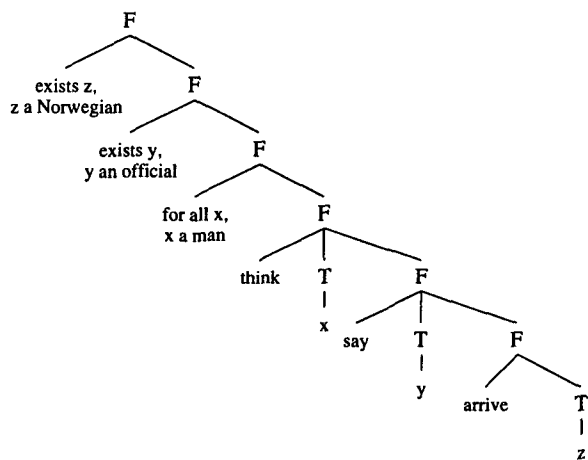 F
exists z,
z a Norwegian
F
exists y,
y an official
F
for all x,
x a man
F
think
T
F
x
say
T
F
y
arrive
T
z